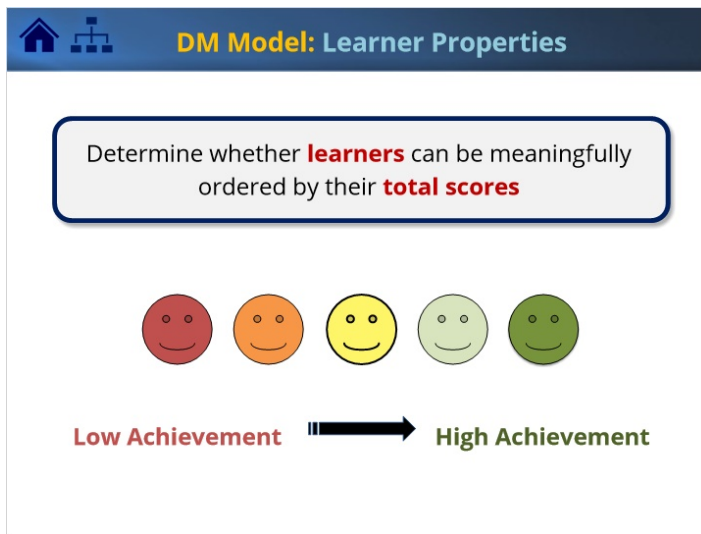 DM Model: Learner Properties
Determine whether learners can be meaningfully
ordered by their total scores
Low Achievement
High Achievement